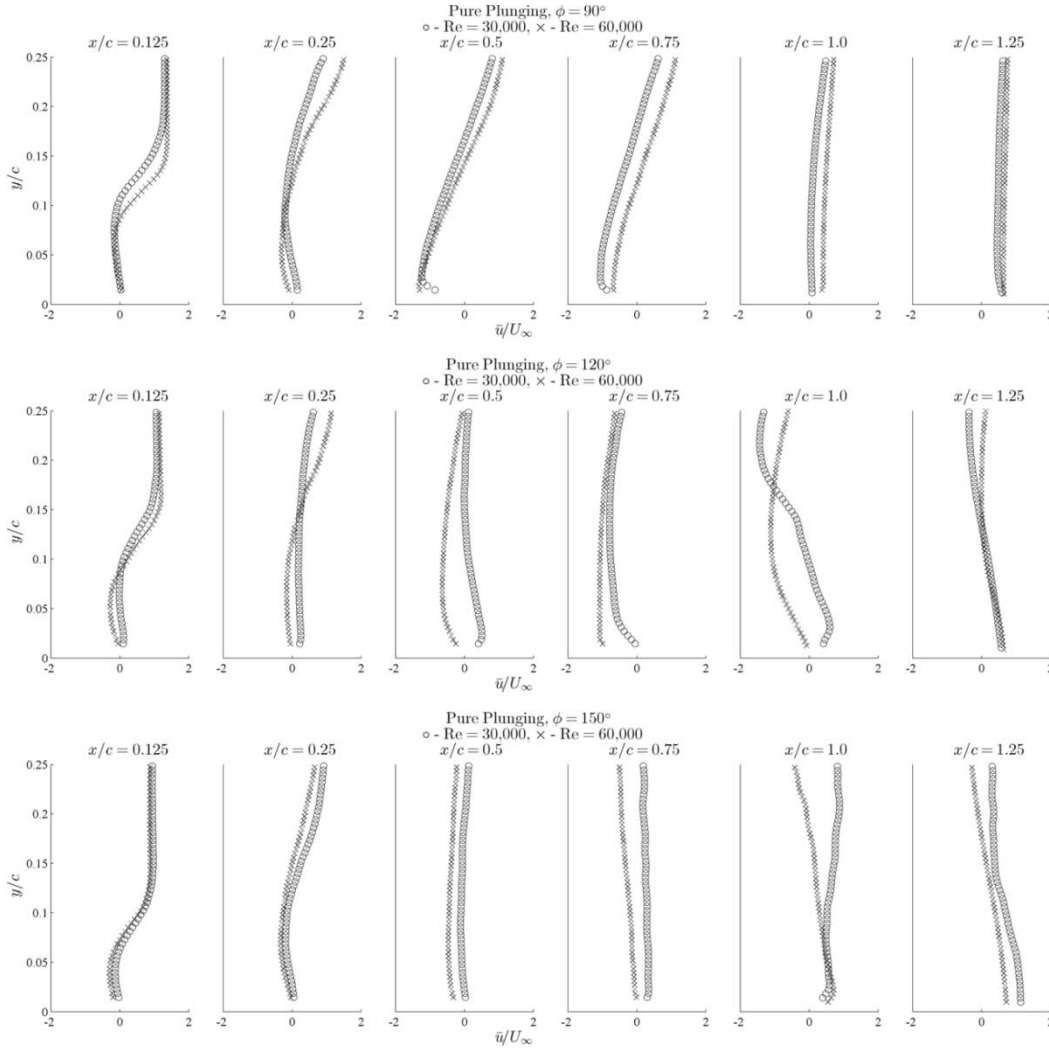 Pure Plunging, ϕ = 90°
○ - Re = 30,000, × - Re = 60,000
x/c = 0.125 x/c = 0.25 x/c = 0.5 x/c = 0.75 x/c = 1.0 x/c = 1.25
0.25
0.2
0.15
y/c
0.1
0.05
0
-2 0 2 -2 0 2 -2 0 2 -2 0 2 -2 0 2 -2 0 2
ū/U∞
Pure Plunging, ϕ = 120°
○ - Re = 30,000, × - Re = 60,000
x/c = 0.125 x/c = 0.25 x/c = 0.5 x/c = 0.75 x/c = 1.0 x/c = 1.25
0.25
0.2
0.15
y/c
0.1
0.05
0
-2 0 2 -2 0 2 -2 0 2 -2 0 2 -2 0 2 -2 0 2
ū/U∞
Pure Plunging, ϕ = 150°
○ - Re = 30,000, × - Re = 60,000
x/c = 0.125 x/c = 0.25 x/c = 0.5 x/c = 0.75 x/c = 1.0 x/c = 1.25
0.25
0.2
0.15
y/c
0.1
0.05
0
-2 0 2 -2 0 2 -2 0 2 -2 0 2 -2 0 2 -2 0 2
ū/U∞